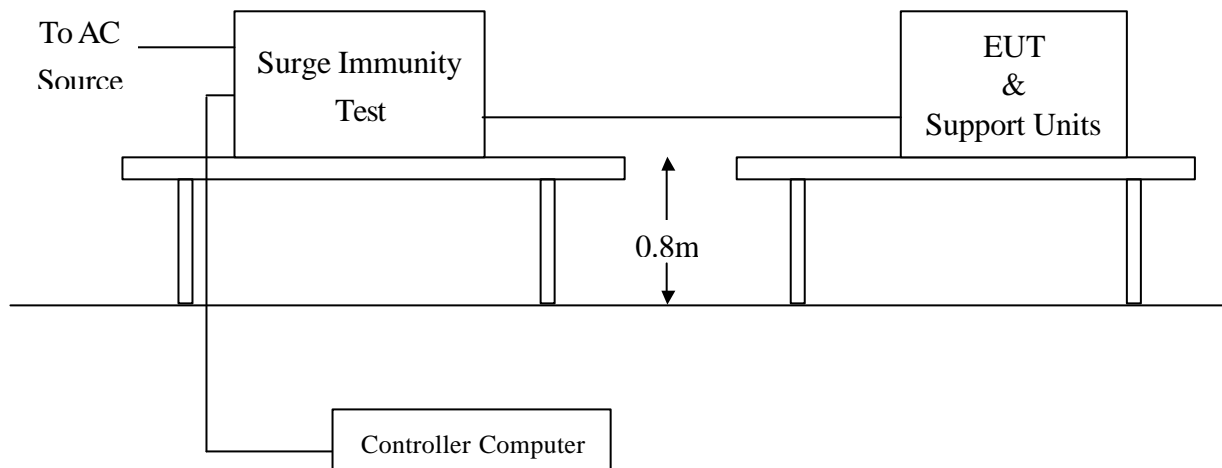 To AC
Source
Surge Immunity
Test
EUT
&
Support Units
0.8m
Controller Computer